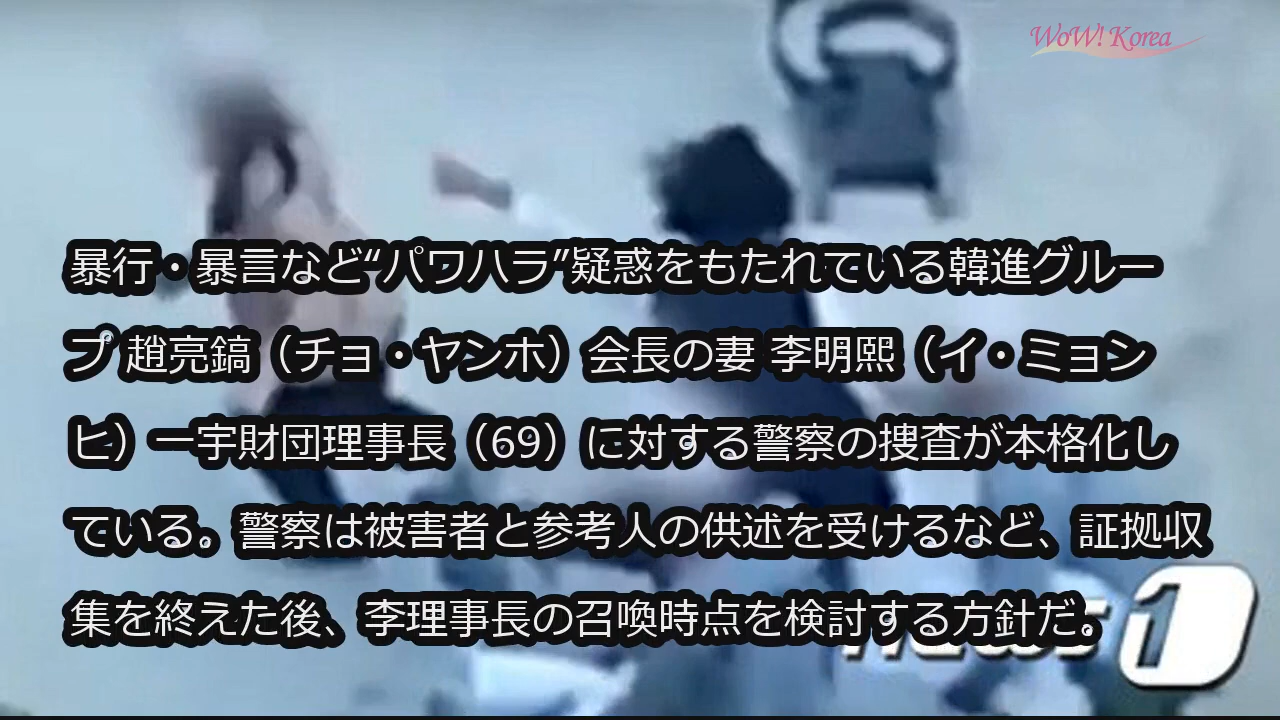 WoW! Korea
暴行・暴言など“パワハラ”疑惑をもたれている韓進グルー
プ 趙亮鎬（チョ・ヤンホ）会長の妻 李明熙（イ・ミョン
ヒ）一宇財団理事長（69）に対する警察の捜査が本格化し
ている。警察は被害者と参考人の供述を受けるなど、証拠収
集を終えた後、李理事長の召喚時点を検討する方針だ。
news1